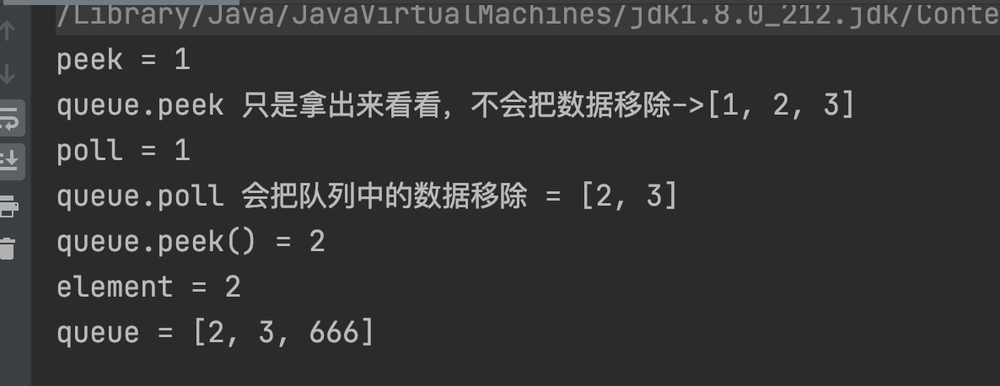 /Library/Java/JavaVirtualMachines/jdk1.8.0_212.jdk/Conte
peek = 1
queue.peek 只是拿出来看看，不会把数据移除->[1, 2, 3]
poll = 1
queue.poll 会把队列中的数据移除 = [2, 3]
queue.peek() = 2
element = 2
queue = [2, 3, 666]